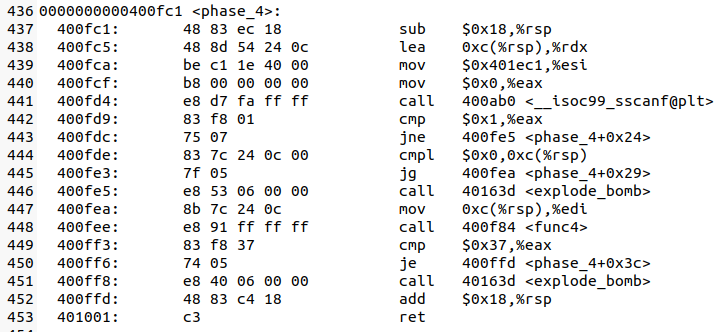 436 0000000000400fc1 <phase_4>:
437 400fc1: 48 83 ec 18 sub $0x18,%rsp
438 400fc5: 48 8d 54 24 0c lea 0xc(%rsp),%rdx
439 400fca: be c1 1e 40 00 mov $0x401ec1,%esi
440 400fcf: b8 00 00 00 00 mov $0x0,%eax
441 400fd4: e8 d7 fa ff ff call 400ab0 <__isoc99_sscanf@plt>
442 400fd9: 83 f8 01 cmp $0x1,%eax
443 400fdc: 75 07 jne 400fe5 <phase_4+0x24>
444 400fde: 83 7c 24 0c 00 cmpl $0x0,0xc(%rsp)
445 400fe3: 7f 05 jg 400fea <phase_4+0x29>
446 400fe5: e8 53 06 00 00 call 40163d <explode_bomb>
447 400fea: 8b 7c 24 0c mov 0xc(%rsp),%edi
448 400fee: e8 91 ff ff ff call 400f84 <func4>
449 400ff3: 83 f8 37 cmp $0x37,%eax
450 400ff6: 74 05 je 400ffd <phase_4+0x3c>
451 400ff8: e8 40 06 00 00 call 40163d <explode_bomb>
452 400ffd: 48 83 c4 18 add $0x18,%rsp
453 401001: c3 ret